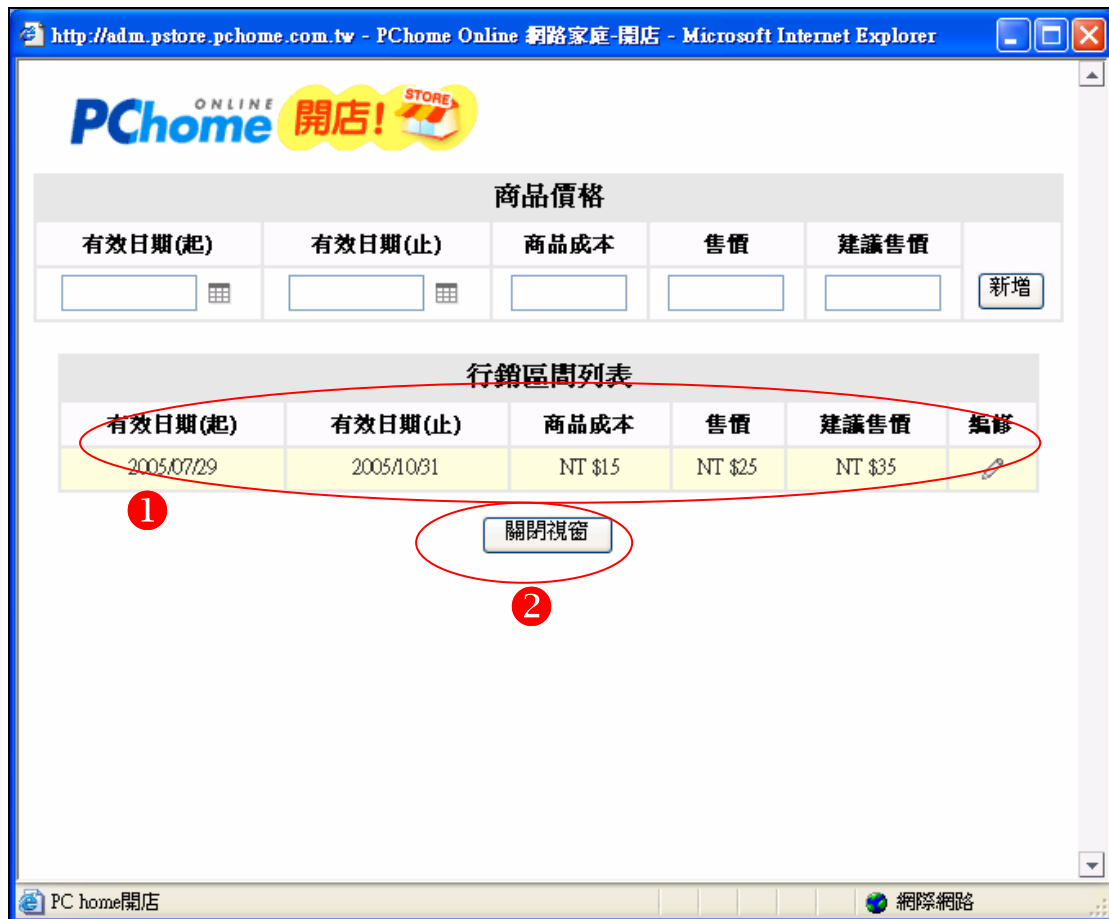 http://adm.pstore.pchome.com.tw - PChome Online 網路家庭-開店 - Microsoft Internet Explorer
PChome ONLINE 開店! STORE
商品價格
有效日期(起) 有效日期(止) 商品成本 售價 建議售價
新增
行銷區間列表
有效日期(起) 有效日期(止) 商品成本 售價 建議售價 編修
2005/07/29 2005/10/31 NT $15 NT $25 NT $35
1
關閉視窗
2
PC home開店 網際網路